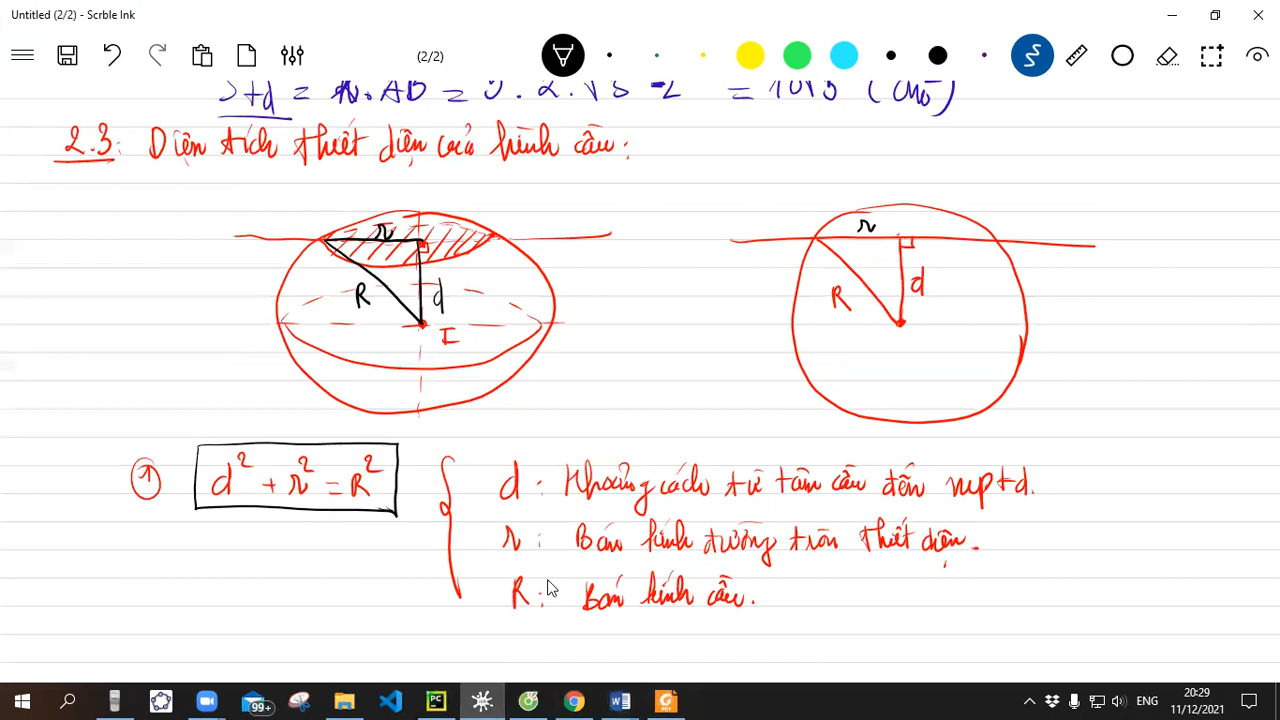 Untitled (2/2) - Scrble Ink
(2/2)
2.3: Diện tích thiết diện của hình cầu:
r
R
d
I
r
R
d
d² + r² = R²
d: Khoảng cách từ tâm cầu đến mptd.
r: Bán kính đường tròn thiết diện.
R: Bán kính cầu.
99+
PC
ENG
20:29
11/12/2021